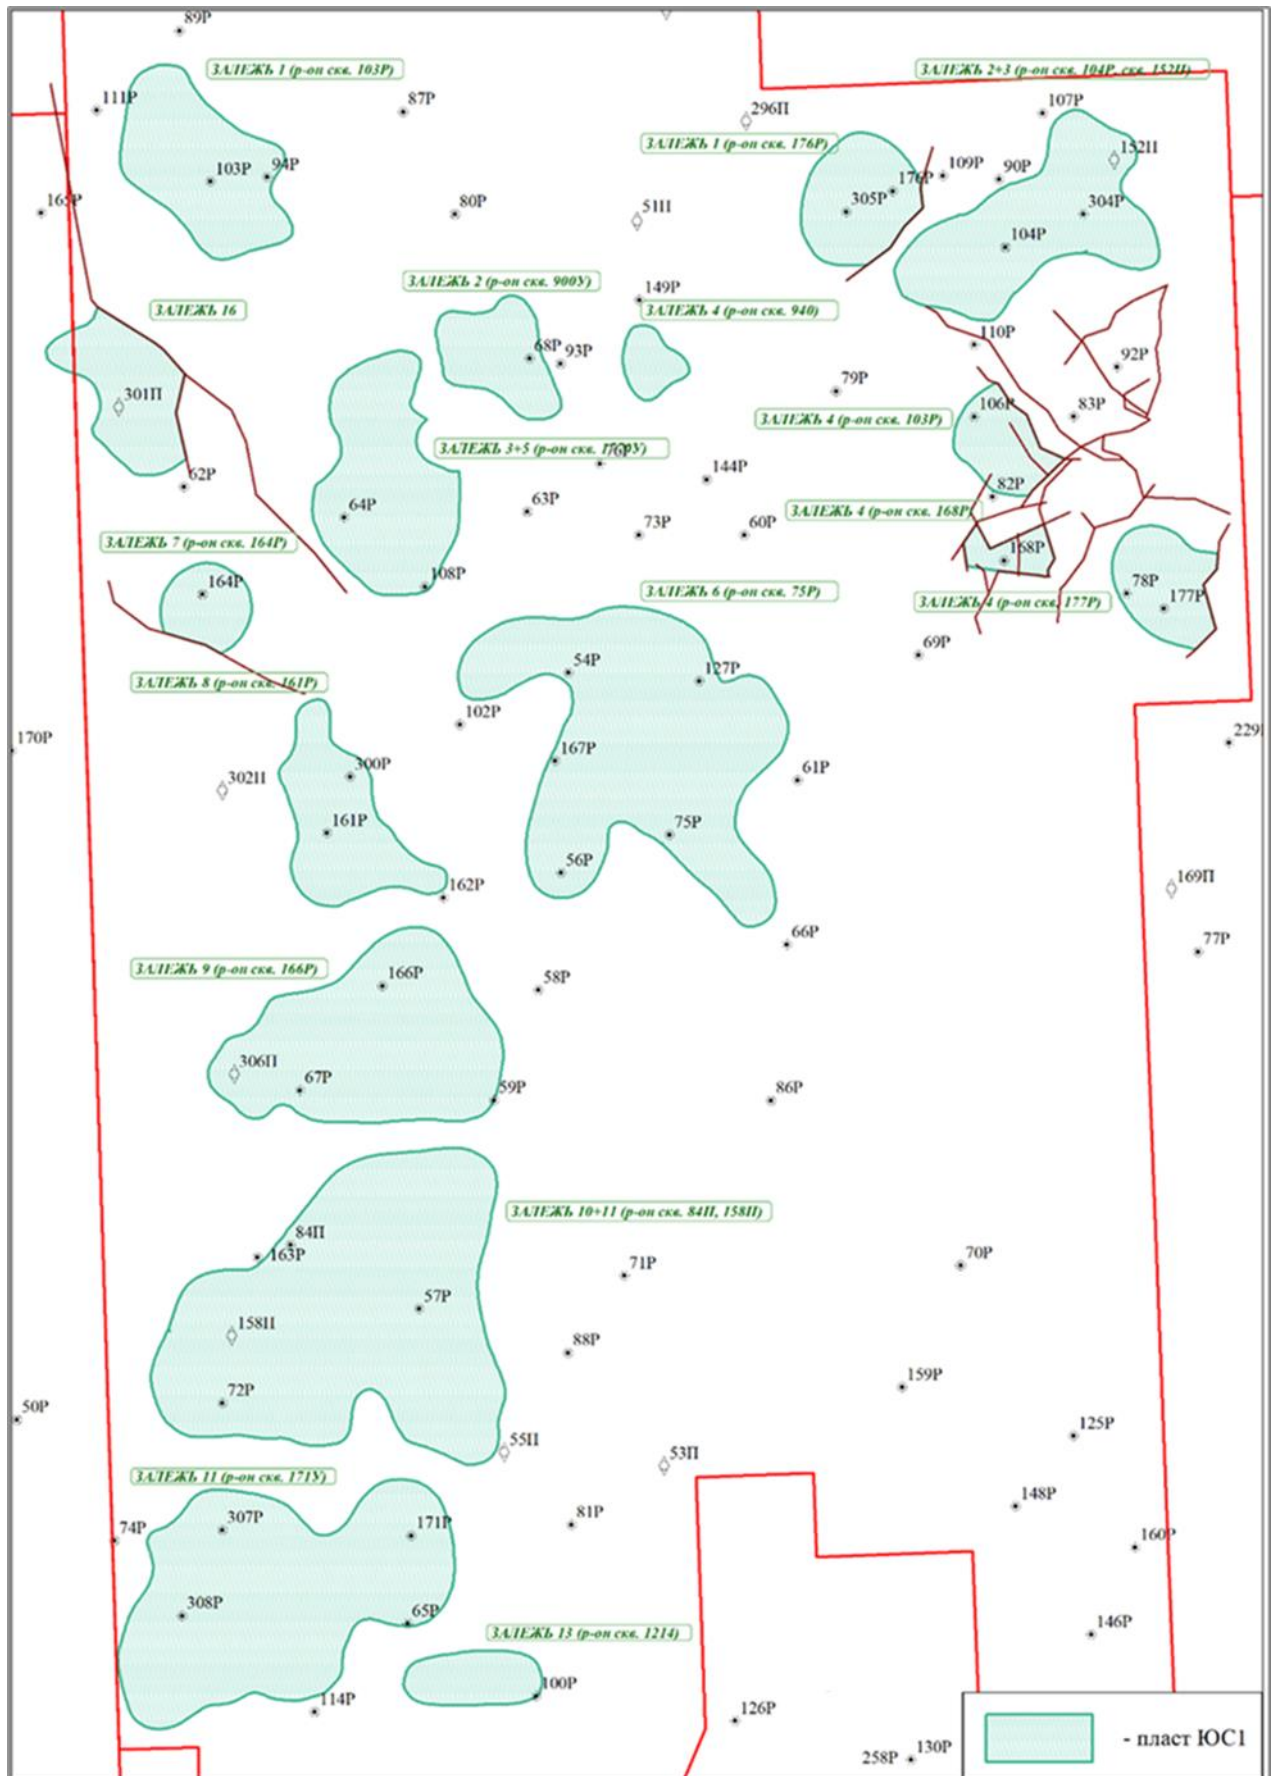 89Р
ЗАЛЕЖЬ 1 (р-он скв. 103Р)
ЗАЛЕЖЬ 2+3 (р-он скв. 104Р, скв. 152П)
111Р
87Р
296П
107Р
ЗАЛЕЖЬ 1 (р-он скв. 176Р)
152П
103Р
94Р
176Р
109Р
90Р
165Р
80Р
51П
305Р
304Р
104Р
ЗАЛЕЖЬ 2 (р-он скв. 900У)
149Р
ЗАЛЕЖЬ 16
ЗАЛЕЖЬ 4 (р-он скв. 940)
110Р
68Р
93Р
92Р
79Р
301П
106Р
83Р
ЗАЛЕЖЬ 4 (р-он скв. 103Р)
ЗАЛЕЖЬ 3+5 (р-он скв.
76Р
62Р
144Р
82Р
64Р
63Р
ЗАЛЕЖЬ 4 (р-он скв. 168Р)
73Р
60Р
ЗАЛЕЖЬ 7 (р-он скв. 164Р)
168Р
164Р
108Р
ЗАЛЕЖЬ 6 (р-он скв. 75Р)
78Р
177Р
ЗАЛЕЖЬ 4 (р-он скв. 177Р)
69Р
54Р
127Р
ЗАЛЕЖЬ 8 (р-он скв. 161Р)
102Р
170Р
229
167Р
302П
300Р
61Р
161Р
75Р
56Р
162Р
169П
66Р
77Р
ЗАЛЕЖЬ 9 (р-он скв. 166Р)
166Р
58Р
306П
67Р
59Р
86Р
ЗАЛЕЖЬ 10+11 (р-он скв. 84П, 158П)
84П
163Р
71Р
70Р
57Р
158П
88Р
159Р
72Р
50Р
125Р
55П
53П
ЗАЛЕЖЬ 11 (р-он скв. 171У)
148Р
307Р
171Р
81Р
74Р
160Р
308Р
65Р
ЗАЛЕЖЬ 13 (р-он скв. 1214)
146Р
100Р
114Р
126Р
- пласт ЮС1
258Р
130Р